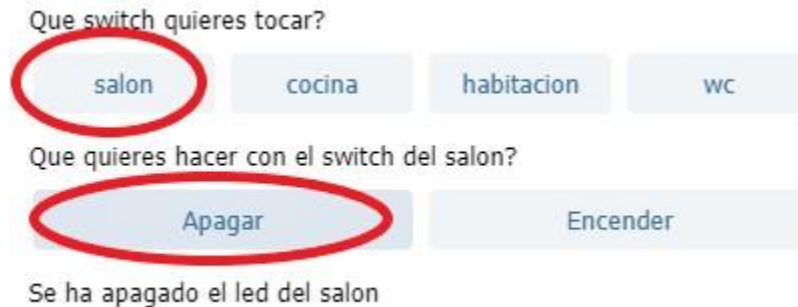 Que switch quieres tocar?
salon cocina habitacion wc
Que quieres hacer con el switch del salon?
Apagar Encender
Se ha apagado el led del salon